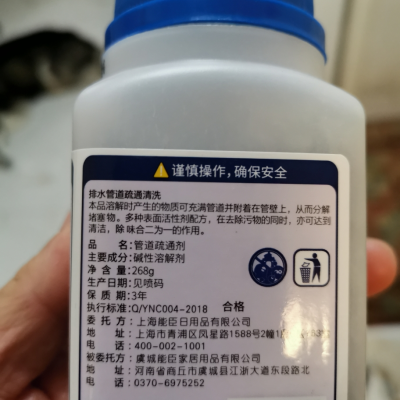 谨慎操作，确保安全
排水管道疏通清洗
本品溶解时产生的物质可充满管道并附着在管壁上，从而分解
堵塞物。多种表面活性剂配方，在去除污物的同时，亦可达到
清洁，除味合二为一的作用。
品 名：管道疏通剂
主要成分：碱性溶解剂
净 含 量：268g
生产日期：见喷码
保 质 期：3年
执行标准：Q/YNC004-2018 合格
委 托 方：上海能臣日用品有限公司
地 址：上海市青浦区凤星路1588号2幢1
电 话：400-002-1001
被委托方：虞城能臣家居用品有限公司
地 址：河南省商丘市虞城县江浙大道东段路北
电 话：0370-6975252